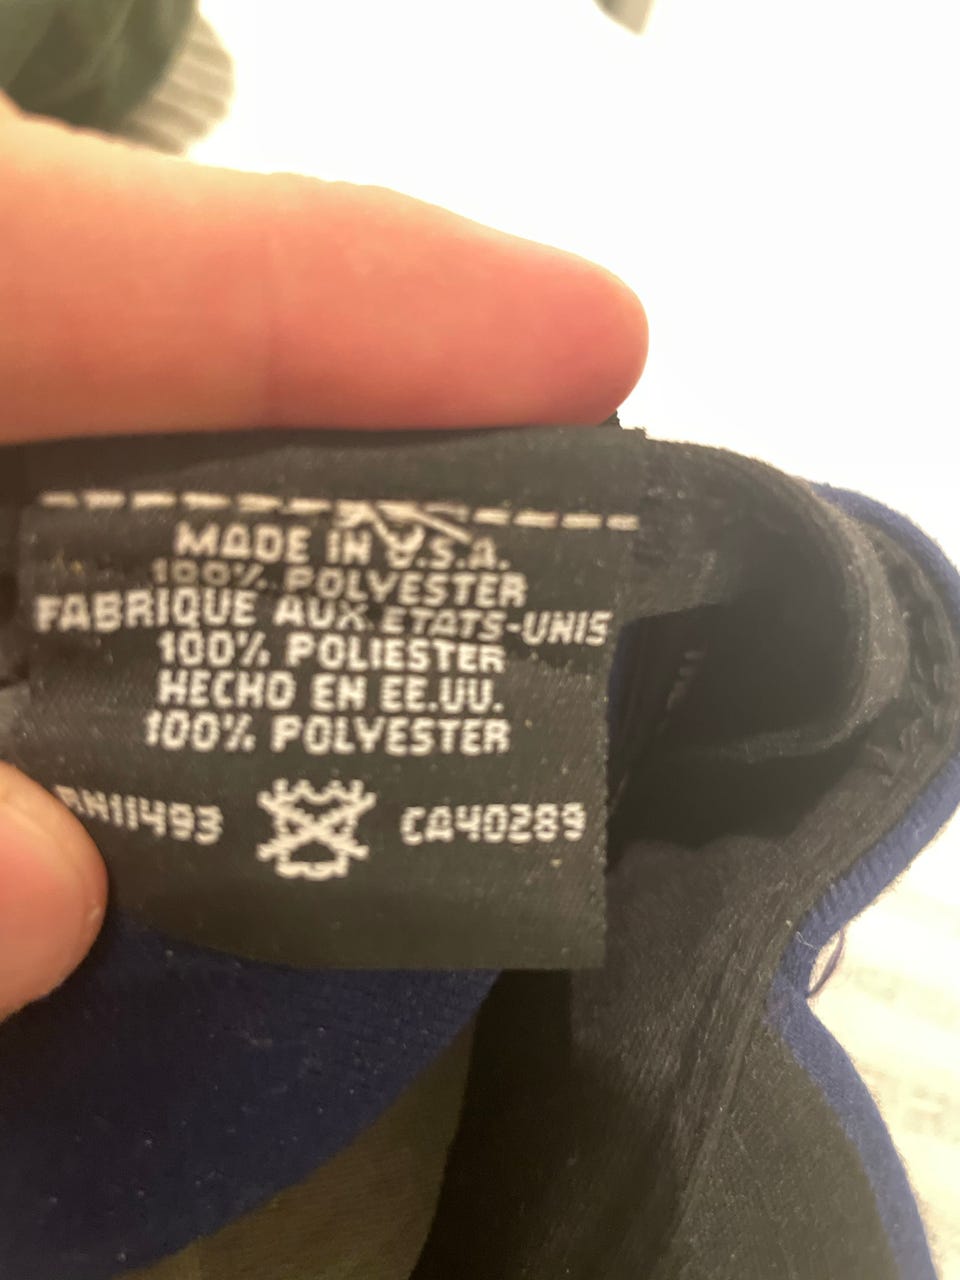 MADE IN U.S.A.
100% POLYESTER
FABRIQUE AUX ETATS-UNIS
100% POLIESTER
HECHO EN EE.UU.
100% POLYESTER
RN11493 CA40289